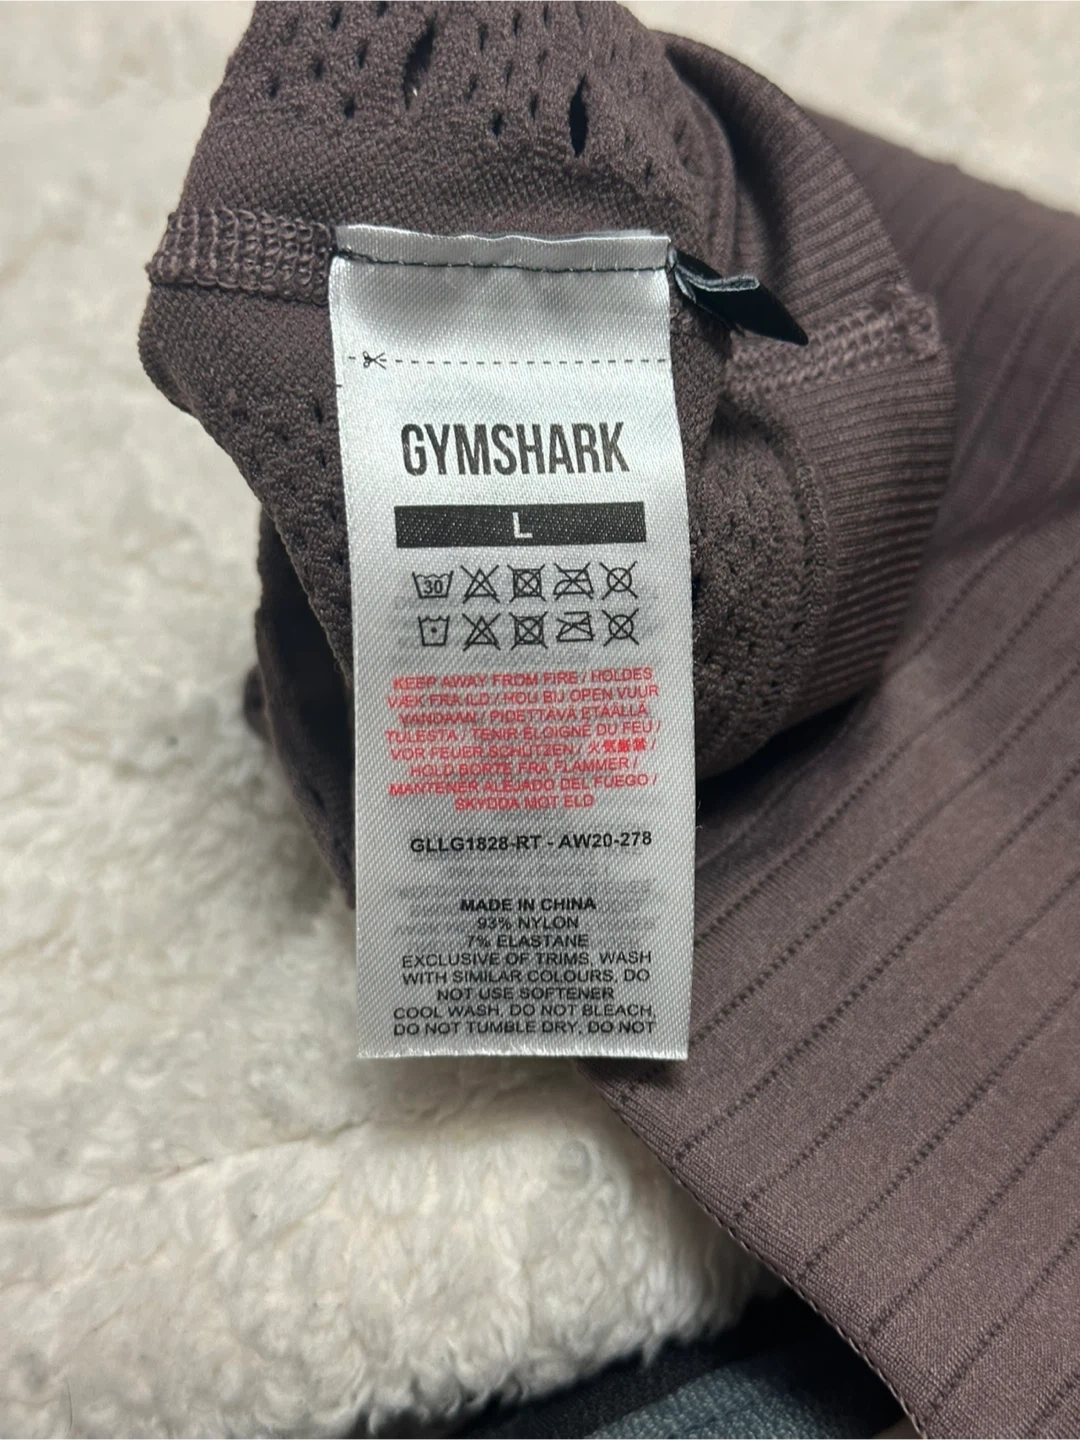 GYMSHARK
L
30
KEEP AWAY FROM FIRE / HOLDES
VÆK FRA ILD / HOU BIJ OPEN VUUR
VANDAAN / PIDETTÄVÄ ETÄÄLLÄ
TULESTA / TENIR ÉLOIGNÉ DU FEU /
VOR FEUER SCHÜTZEN / 火気厳禁 /
HOLD BORTE FRA FLAMMER /
MANTENER ALEJADO DEL FUEGO /
SKYDDA MOT ELD
GLLG1828-RT - AW20-278
MADE IN CHINA
93% NYLON
7% ELASTANE
EXCLUSIVE OF TRIMS, WASH
WITH SIMILAR COLOURS, DO
NOT USE SOFTENER
COOL WASH, DO NOT BLEACH,
DO NOT TUMBLE DRY, DO NOT